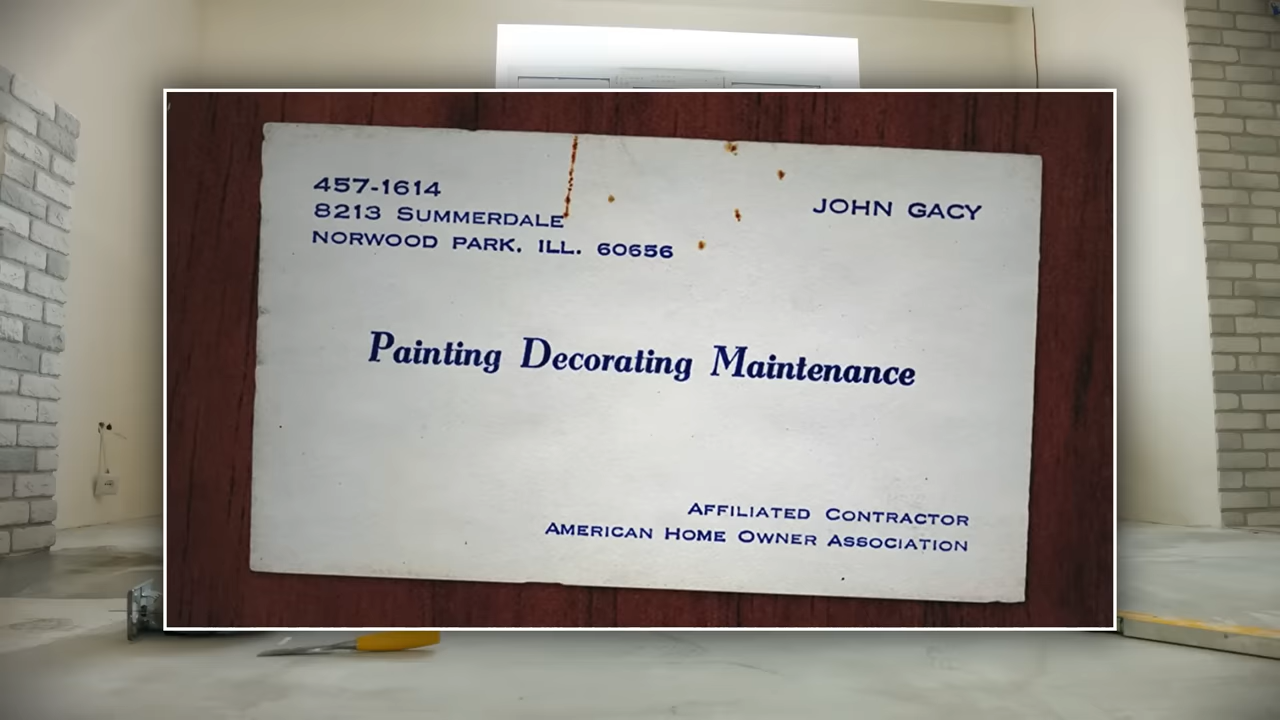 457-1614
8213 SUMMERDALE
NORWOOD PARK, ILL. 60656
JOHN GACY
Painting Decorating Maintenance
AFFILIATED CONTRACTOR
AMERICAN HOME OWNER ASSOCIATION